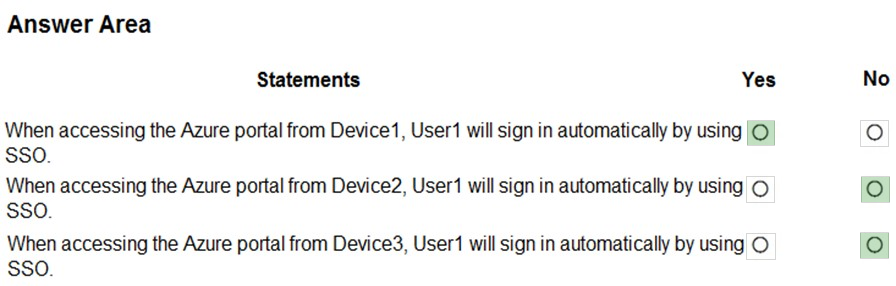 Answer Area
Statements Yes No
When accessing the Azure portal from Device1, User1 will sign in automatically by using
SSO.
When accessing the Azure portal from Device2, User1 will sign in automatically by using
SSO.
When accessing the Azure portal from Device3, User1 will sign in automatically by using
SSO.